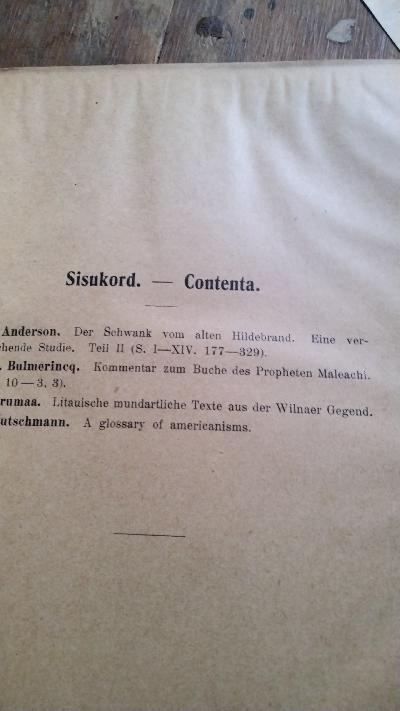 Sisukord. — Contenta.
Anderson. Der Schwank vom alten Hildebrand. Eine ver-
hende Studie. Teil II (S. I—XIV. 177—329).
. Bulmerincq. Kommentar zum Buche des Propheten Maleachi.
10—3, 3).
rumaa. Litauische mundartliche Texte aus der Wilnaer Gegend.
utschmann. A glossary of americanisms.